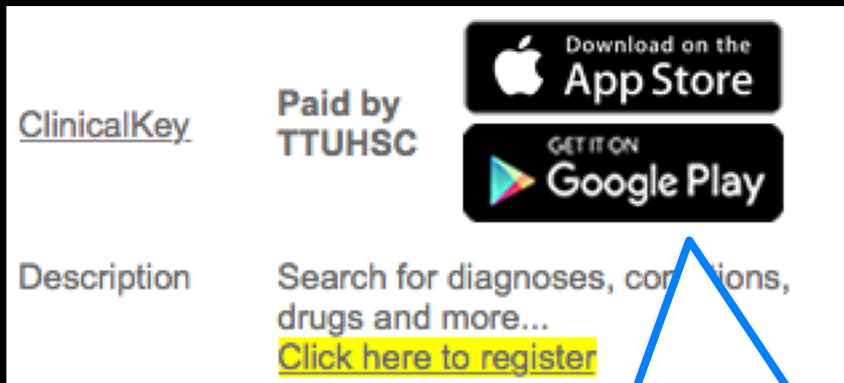 ClinicalKey
Paid by
TTUHSC
Download on the
App Store
GET IT ON
Google Play
Description
Search for diagnoses, conditions,
drugs and more...
Click here to register